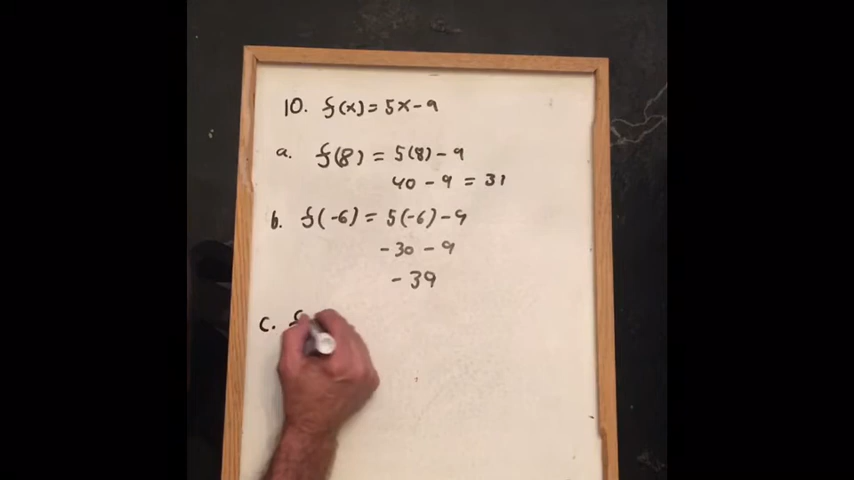 10. f(x) = 5x - 9
a. f(8) = 5(8) - 9
40 - 9 = 31
b. f(-6) = 5(-6) - 9
-30 - 9
-39
c. f